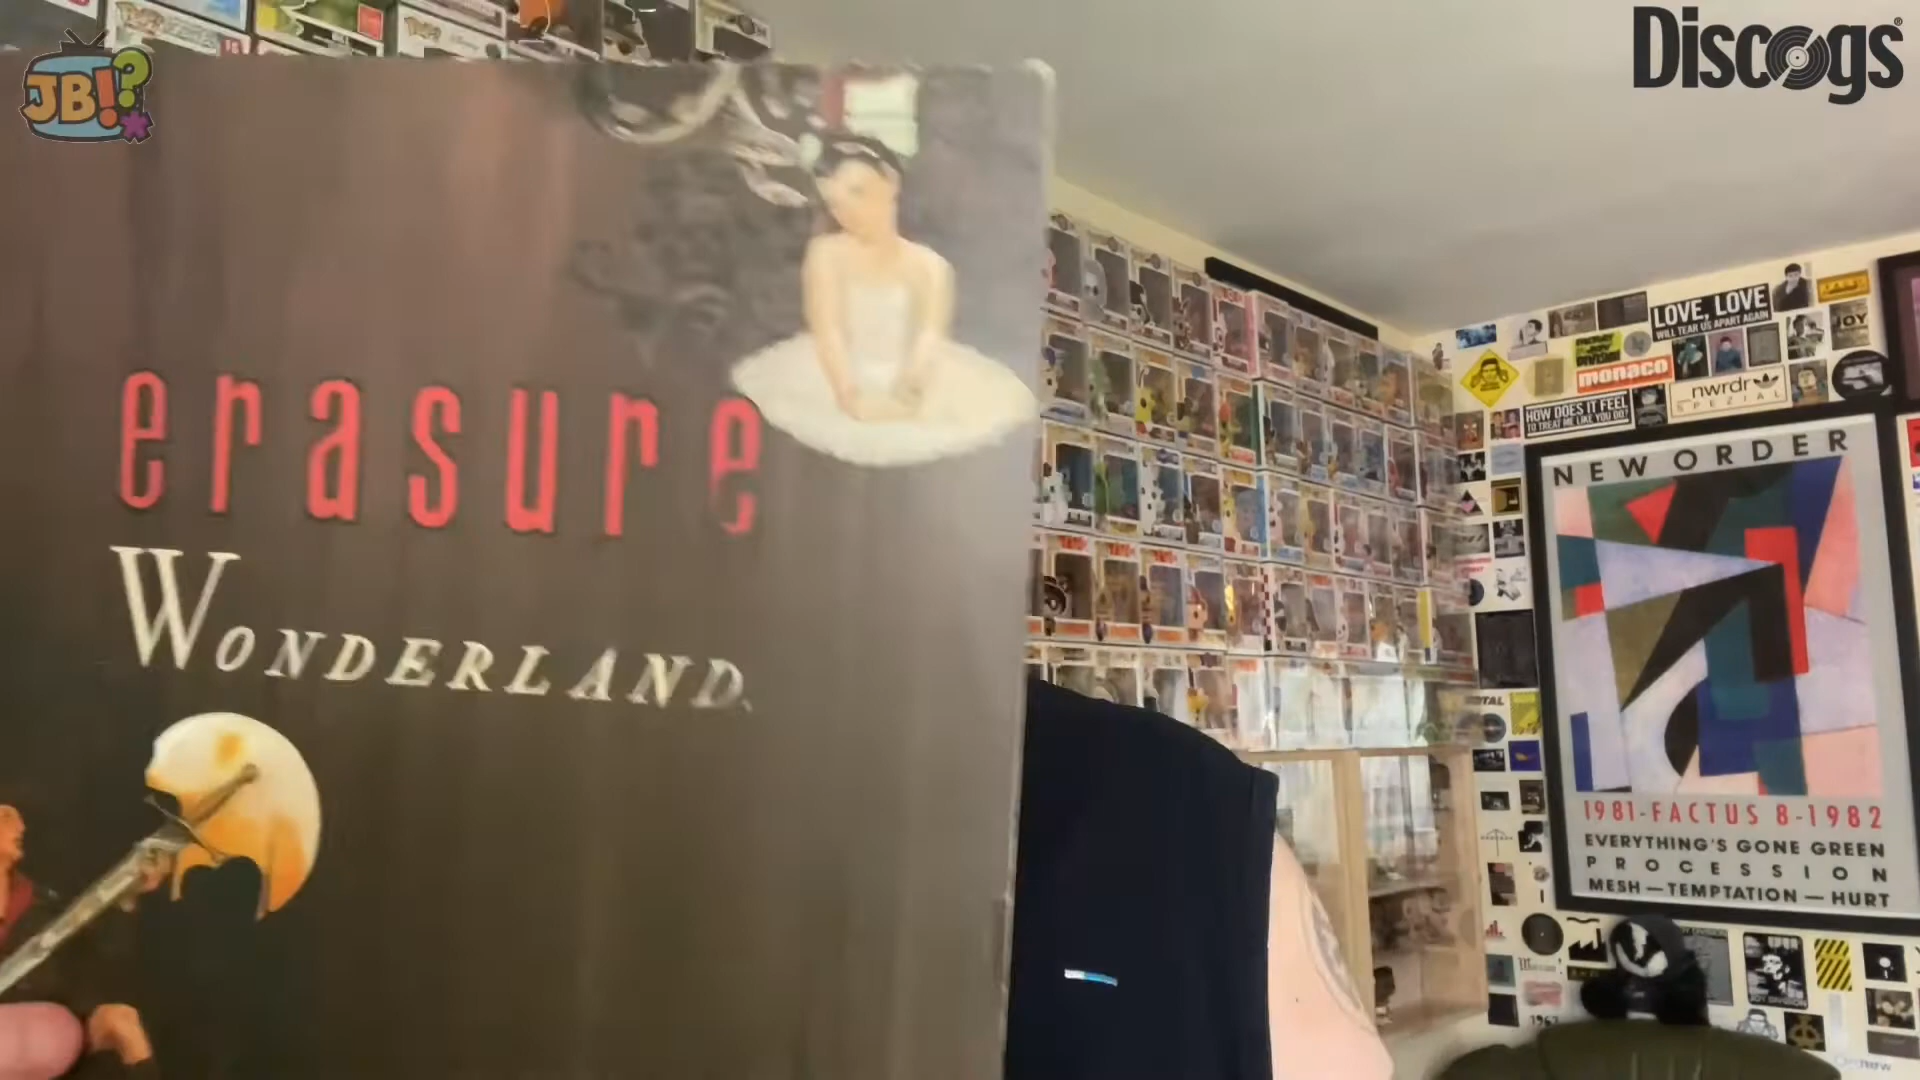 JB!?*
Discogs
erasure
WONDERLAND.
LOVE, LOVE
WILL TEAR US APART AGAIN
JOY
monaco
nwrdr
SPEZIAL
HOW DOES IT FEEL
TO TREAT ME LIKE YOU DO?
NEW ORDER
1981-FACTUS 8-1982
EVERYTHING'S GONE GREEN
PROCESSION
MESH — TEMPTATION — HURT
JOY DIVISION